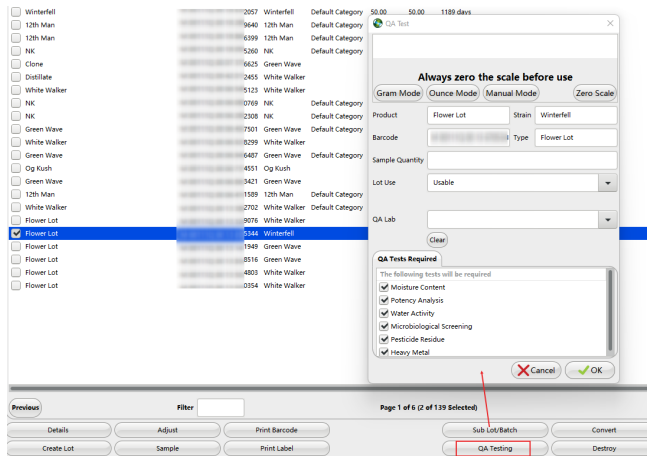 Winterfell 2057 Winterfell Default Category 50.00 50.00 1189 days
12th Man 9640 12th Man Default Category
12th Man 6399 12th Man Default Category
NK 5260 NK Default Category
Clone 6625 Green Wave
Distillate 2455 White Walker
White Walker 5123 White Walker
NK 0769 NK Default Category
NK 2308 NK Default Category
Green Wave 7501 Green Wave Default Category
White Walker 8299 White Walker
Green Wave 6487 Green Wave Default Category
Og Kush 4551 Og Kush
Green Wave 3421 Green Wave
12th Man 1589 12th Man Default Category
White Walker 2702 White Walker Default Category
Flower Lot 9076 White Walker
Flower Lot 5344 Winterfell
Flower Lot 1949 Green Wave
Flower Lot 8516 Green Wave
Flower Lot 4803 White Walker
Flower Lot 0354 White Walker
QA Test
Always zero the scale before use
Gram Mode Ounce Mode Manual Mode Zero Scale
Product Flower Lot Strain Winterfell
Barcode Type Flower Lot
Sample Quantity
Lot Use Usable
QA Lab
Clear
QA Tests Required
The following tests will be required
Moisture Content
Potency Analysis
Water Activity
Microbiological Screening
Pesticide Residue
Heavy Metal
Cancel OK
Previous Filter Page 1 of 6 (2 of 139 Selected)
Details Adjust Print Barcode Sub Lot/Batch Convert
Create Lot Sample Print Label QA Testing Destroy